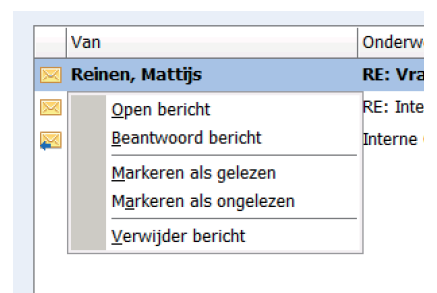 Van Onderw
Reinen, Mattijs RE: Vra
Open bericht RE: Inte
Beantwoord bericht Interne
Markeren als gelezen
Markeren als ongelezen
Verwijder bericht